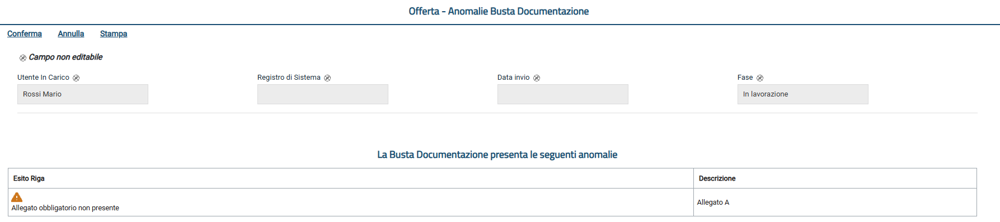 Offerta - Anomalie Busta Documentazione
Conferma Annulla Stampa
Campo non editabile
Utente In Carico Registro di Sistema Data invio Fase
Rossi Mario In lavorazione
La Busta Documentazione presenta le seguenti anomalie
Esito Riga Descrizione
Allegato obbligatorio non presente Allegato A